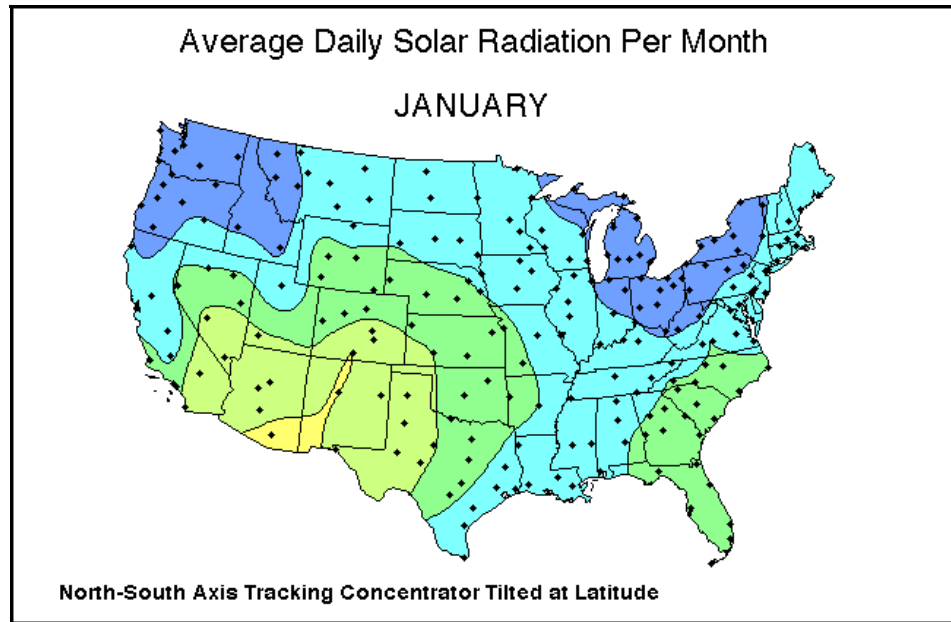 Average Daily Solar Radiation Per Month
JANUARY
North-South Axis Tracking Concentrator Tilted at Latitude